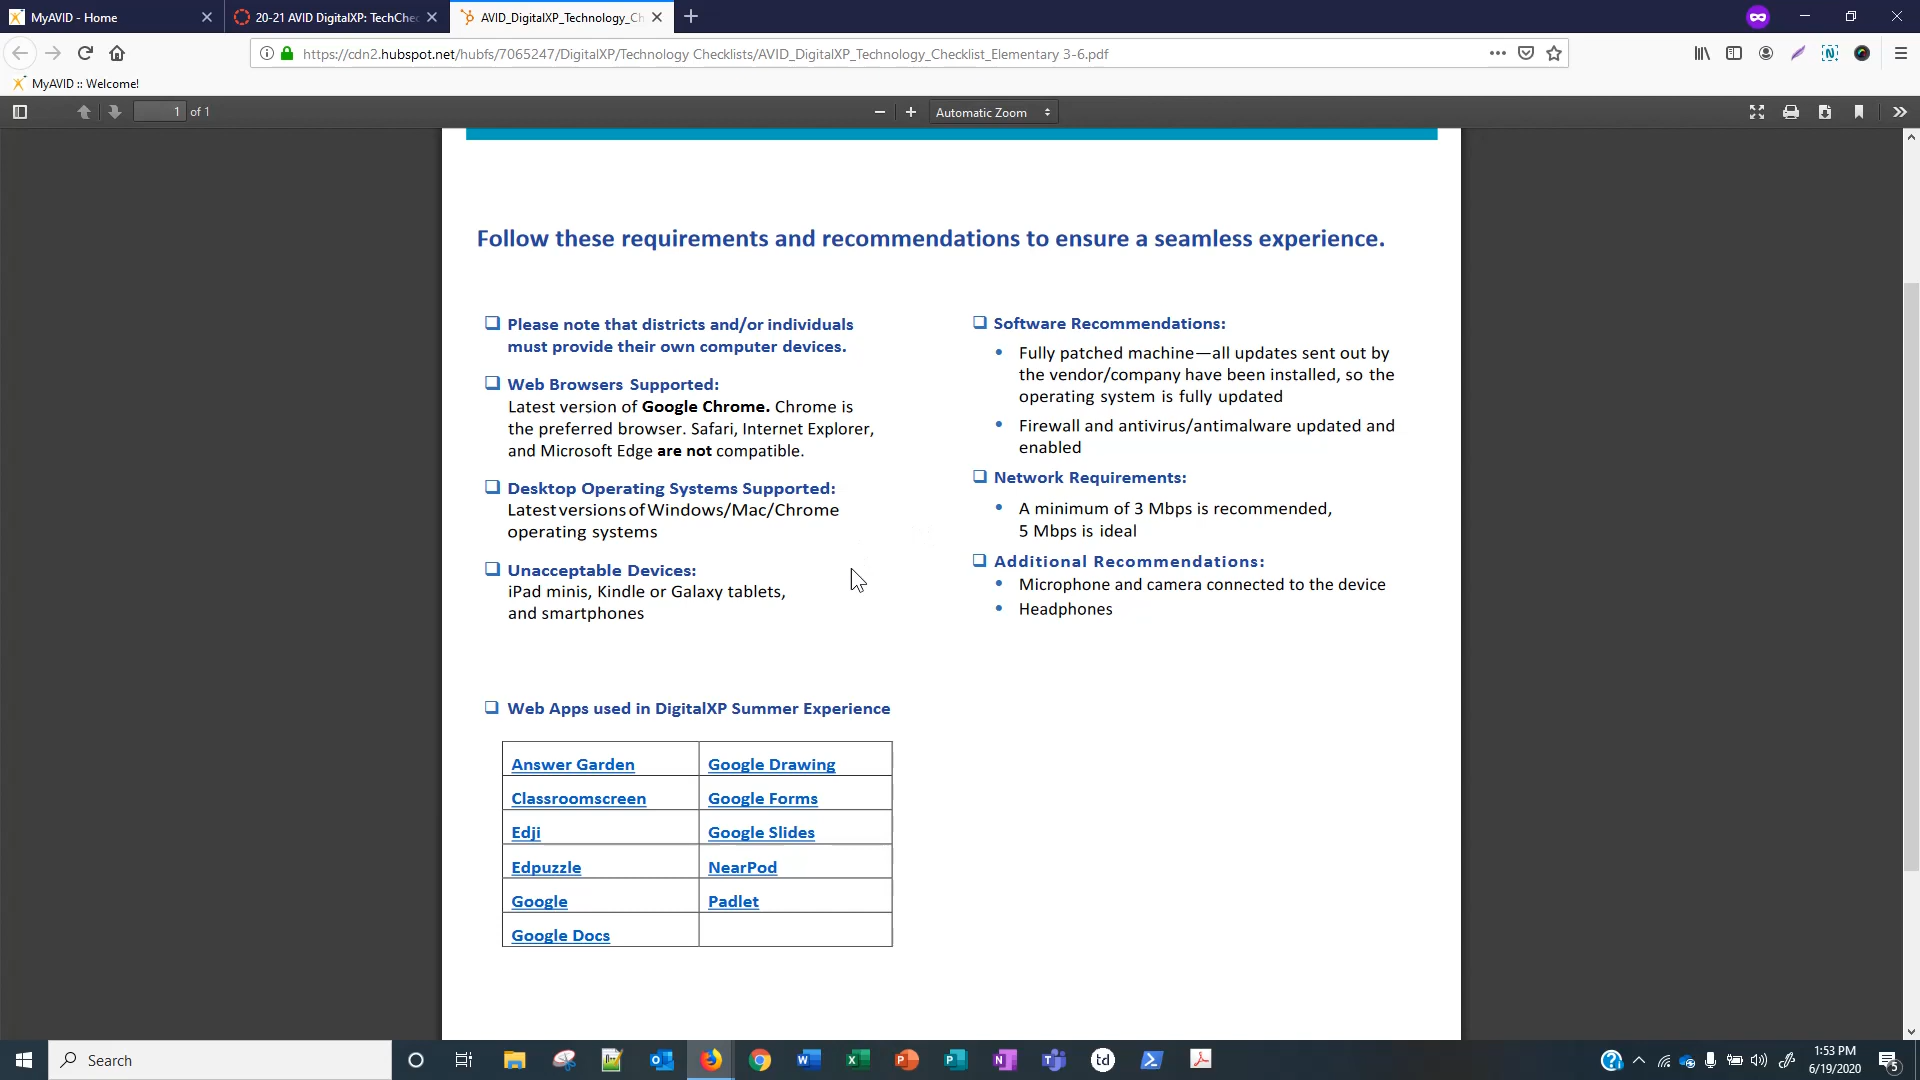 MyAVID - Home
20-21 AVID DigitalXP: TechChec
AVID_DigitalXP_Technology_Ch
https://cdn2.hubspot.net/hubfs/7065247/DigitalXP/Technology Checklists/AVID_DigitalXP_Technology_Checklist_Elementary 3-6.pdf
MyAVID :: Welcome!
1 of 1
Automatic Zoom
Follow these requirements and recommendations to ensure a seamless experience.
Please note that districts and/or individuals
must provide their own computer devices.
Web Browsers Supported:
Latest version of Google Chrome. Chrome is
the preferred browser. Safari, Internet Explorer,
and Microsoft Edge are not compatible.
Desktop Operating Systems Supported:
Latest versions of Windows/Mac/Chrome
operating systems
Unacceptable Devices:
iPad minis, Kindle or Galaxy tablets,
and smartphones
Software Recommendations:
Fully patched machine—all updates sent out by
the vendor/company have been installed, so the
operating system is fully updated
Firewall and antivirus/antimalware updated and
enabled
Network Requirements:
A minimum of 3 Mbps is recommended,
5 Mbps is ideal
Additional Recommendations:
Microphone and camera connected to the device
Headphones
Web Apps used in DigitalXP Summer Experience
Answer Garden Google Drawing
Classroomscreen Google Forms
Edji Google Slides
Edpuzzle NearPod
Google Padlet
Google Docs
Search
td
1:53 PM
6/19/2020
5